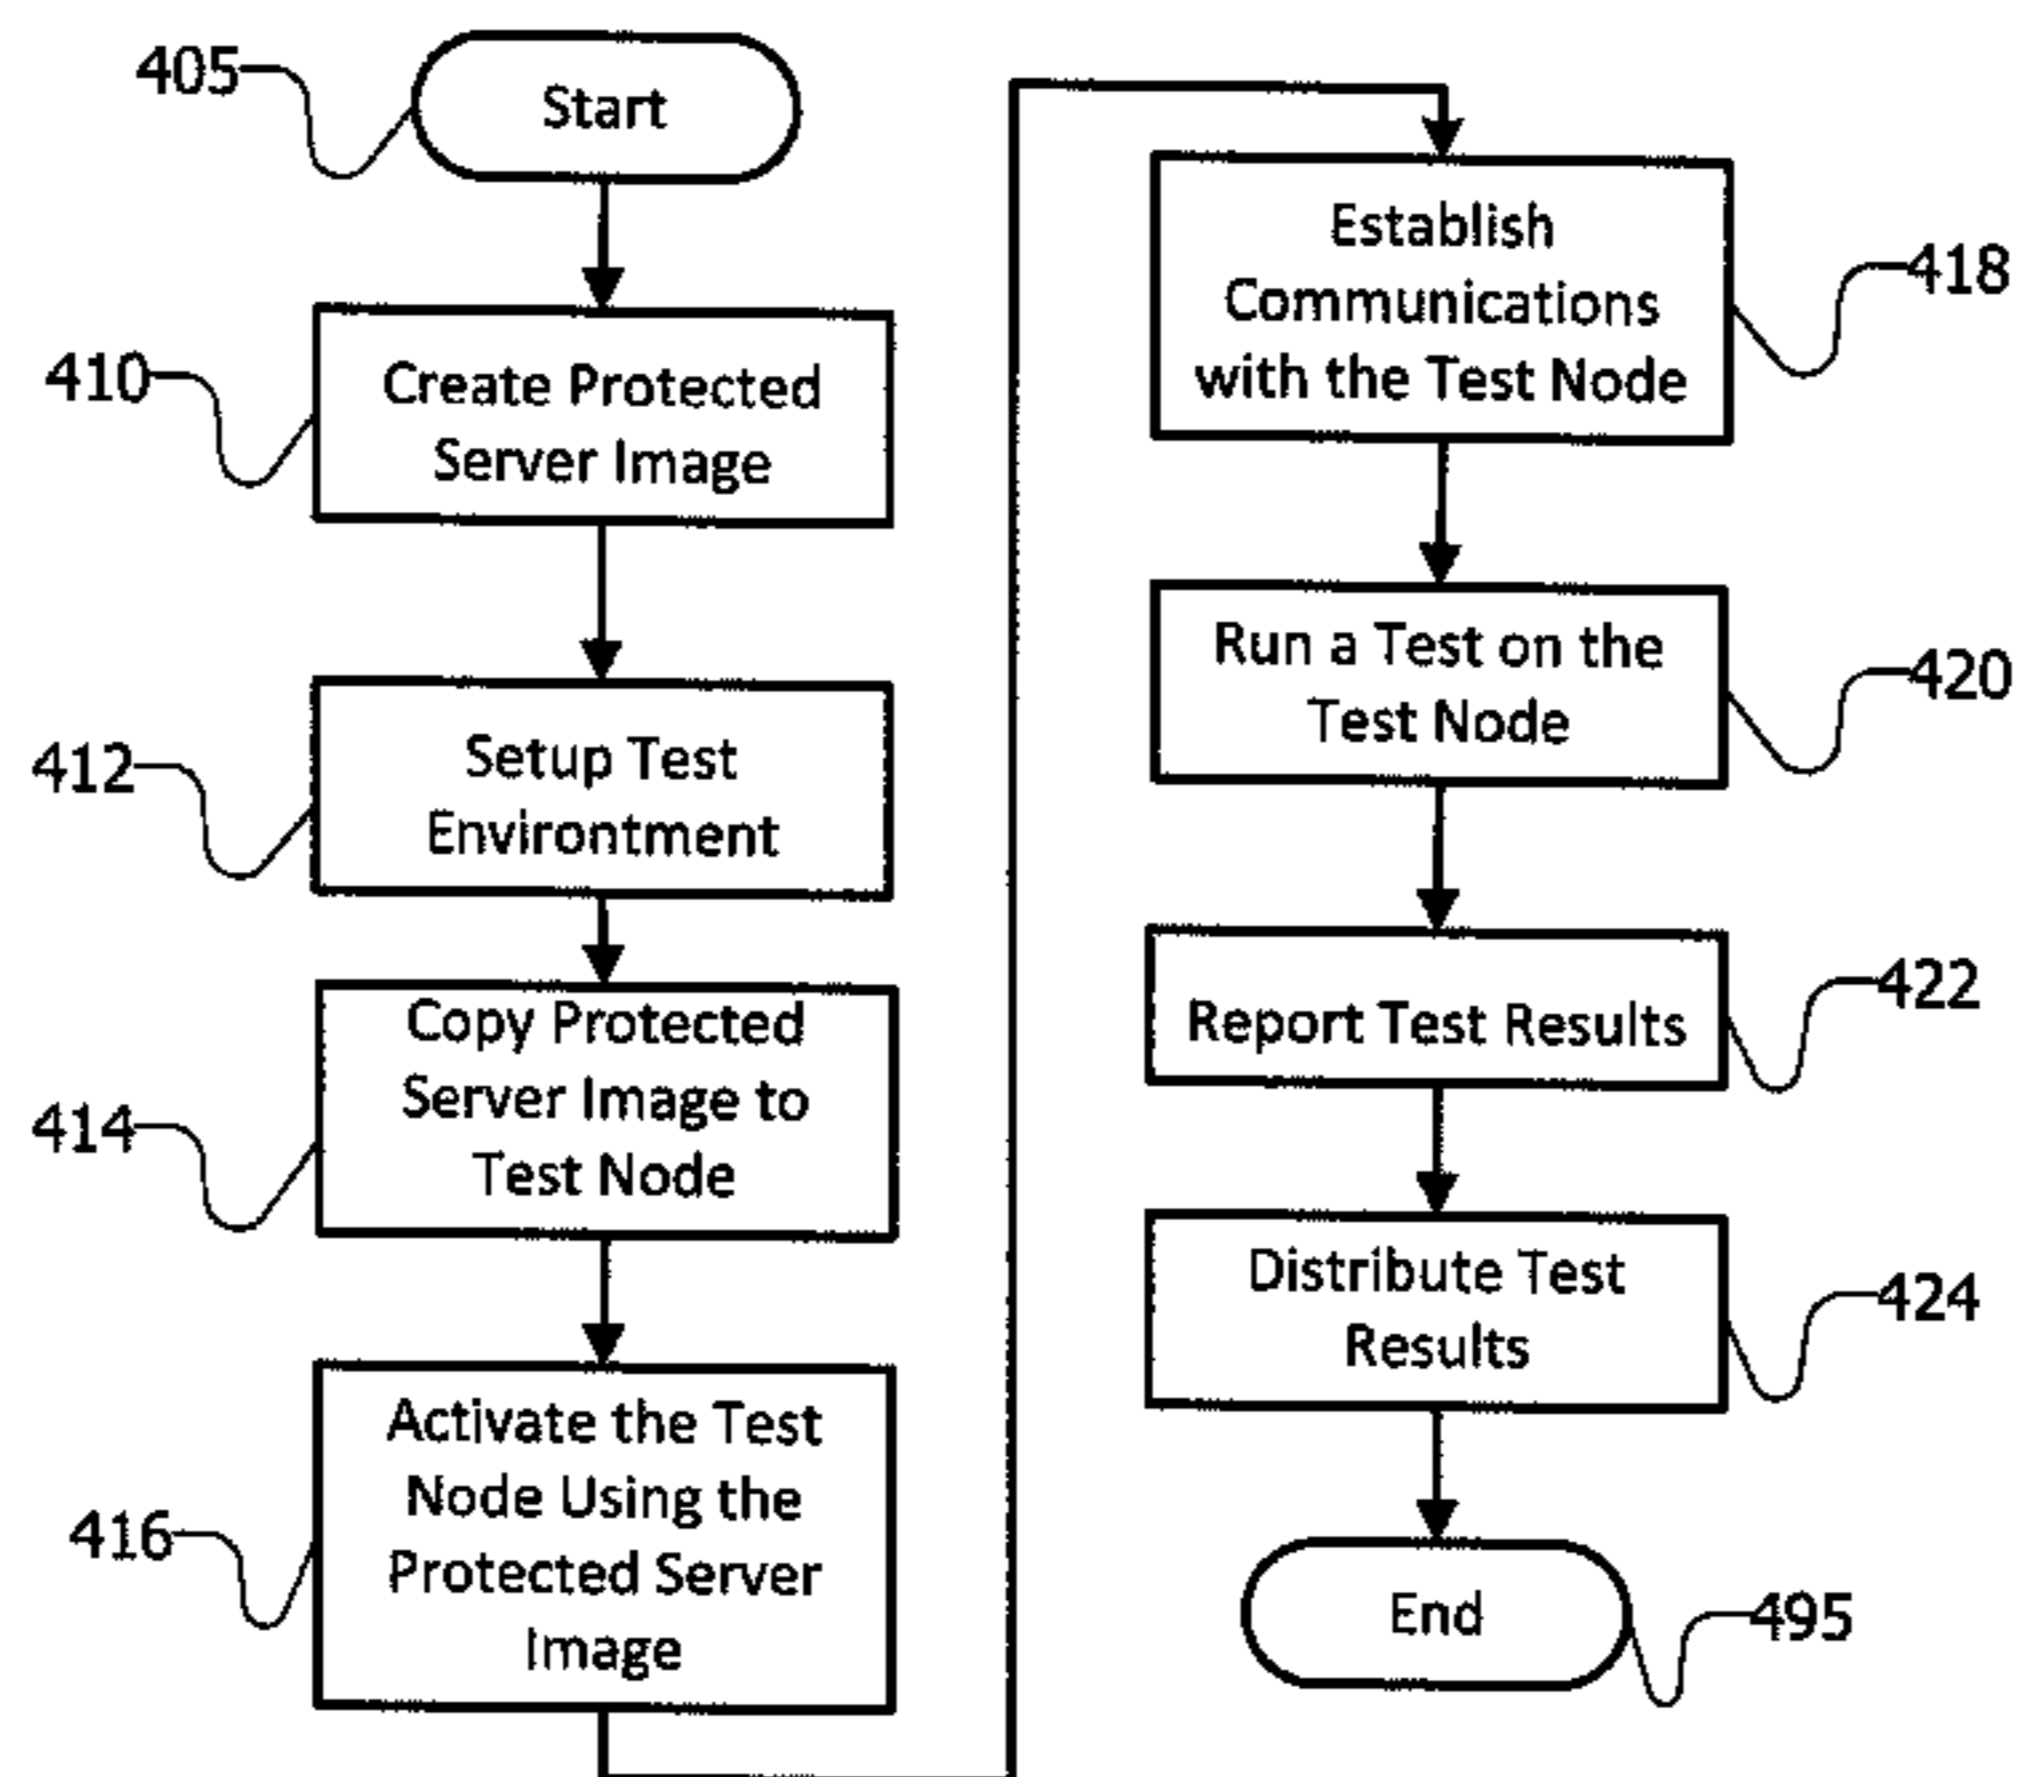 405
Start
410
Create Protected
Server Image
412
Setup Test
Environtment
414
Copy Protected
Server Image to
Test Node
416
Activate the Test
Node Using the
Protected Server
Image
Establish
Communications
with the Test Node
418
Run a Test on the
Test Node
420
Report Test Results
422
Distribute Test
Results
424
End
495